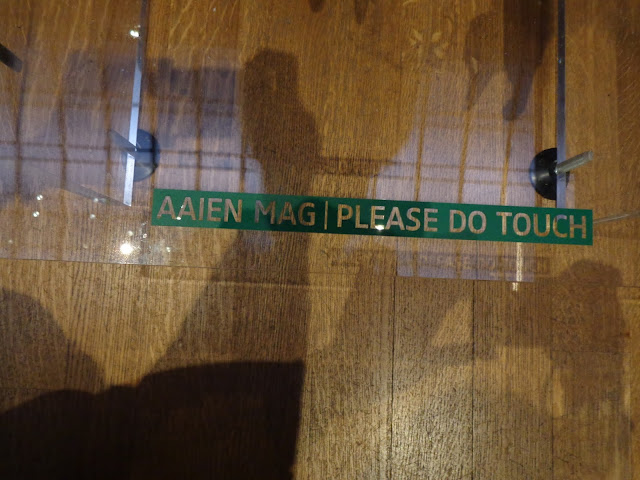 AAIEN MAG | PLEASE DO TOUCH